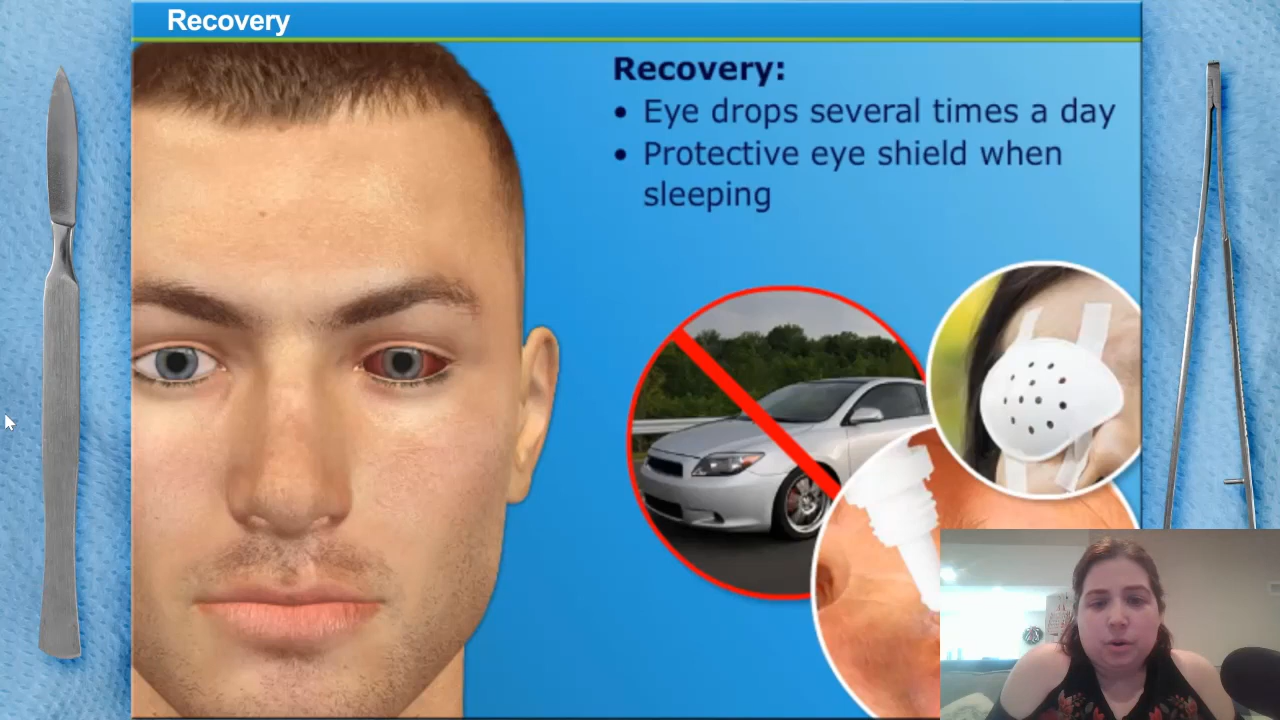 Recovery
Recovery:
• Eye drops several times a day
• Protective eye shield when
sleeping